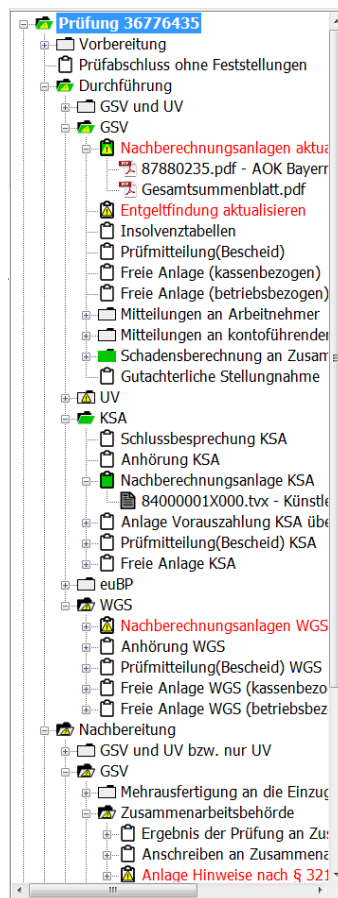 Prüfung 36776435
Vorbereitung
Prüfabschluss ohne Feststellungen
Durchführung
GSV und UV
GSV
Nachberechnungsanlagen aktua
87880235.pdf - AOK Bayern
Gesamtsummenblatt.pdf
Entgeltfindung aktualisieren
Insolvenztabellen
Prüfmitteilung(Bescheid)
Freie Anlage (kassenbezogen)
Freie Anlage (betriebsbezogen)
Mitteilungen an Arbeitnehmer
Mitteilungen an kontoführender
Schadensberechnung an Zusam
Gutachterliche Stellungnahme
UV
KSA
Schlussbesprechung KSA
Anhörung KSA
Nachberechnungsanlage KSA
84000001X000.tvx - Künstle
Anlage Vorauszahlung KSA übe
Prüfmitteilung(Bescheid) KSA
Freie Anlage KSA
euBP
WGS
Nachberechnungsanlagen WGS
Anhörung WGS
Prüfmitteilung(Bescheid) WGS
Freie Anlage WGS (kassenbezo
Freie Anlage WGS (betriebsbez
Nachbereitung
GSV und UV bzw. nur UV
GSV
Mehrausfertigung an die Einzug
Zusammenarbeitsbehörde
Ergebnis der Prüfung an Zus
Anschreiben an Zusammena
Anlage Hinweise nach § 321